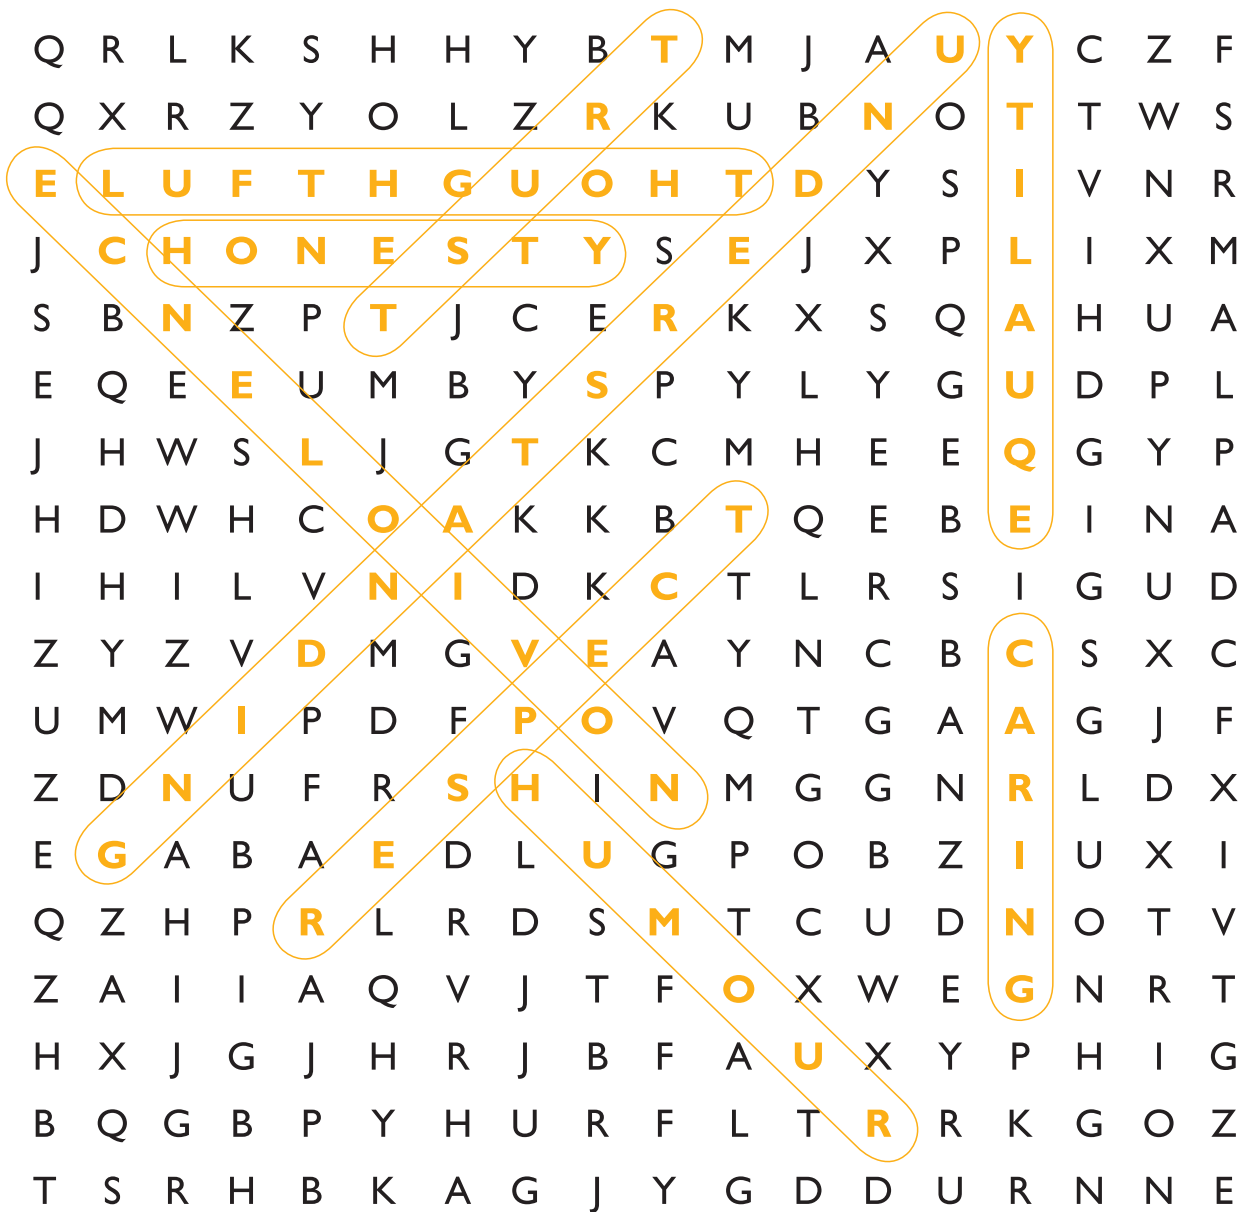 Q R L K S H H Y B T M J A U Y C Z F
Q X R Z Y O L Z R K U B N O T T W S
E L U F T H G U O H T D Y S I V N R
J C H O N E S T Y S E J X P L I X M
S B N Z P T J C E R K X S Q A H U A
E Q E E U M B Y S P Y L Y G U D P L
J H W S L J G T K C M H E E Q G Y P
H D W H C O A K K B T Q E B E I N A
I H I L V N I D K C T L R S I G U D
Z Y Z V D M G V E A Y N C B C S X C
U M W I P D F P O V Q T G A A G J F
Z D N U F R S H I N M G G N R L D X
E G A B A E D L U G P O B Z I U X I
Q Z H P R L R D S M T C U D N O T V
Z A I I A Q V J T F O X W E G N R T
H X J G J H R J B F A U X Y P H I G
B Q G B P Y H U R F L T R R K G O Z
T S R H B K A G J Y G D D U R N N E